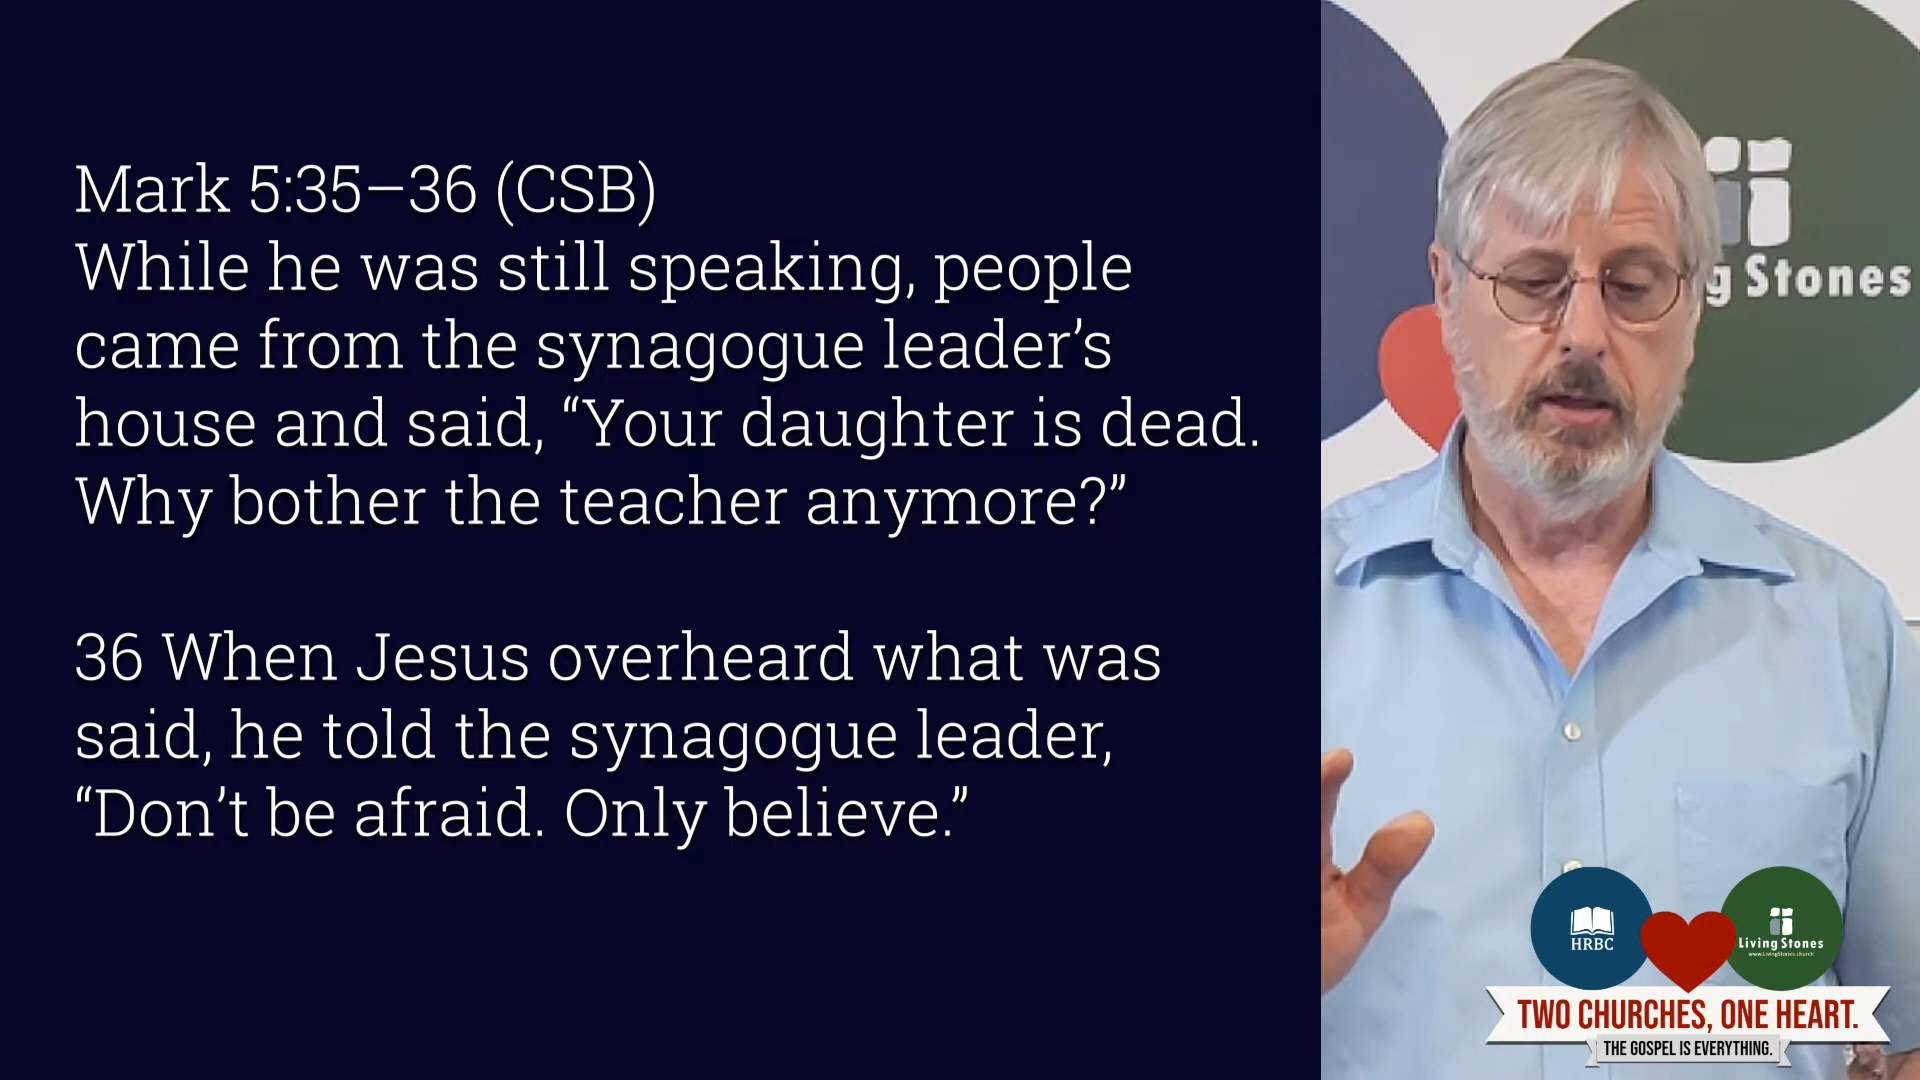 Mark 5:35–36 (CSB)
While he was still speaking, people
came from the synagogue leader’s
house and said, “Your daughter is dead.
Why bother the teacher anymore?”
36 When Jesus overheard what was
said, he told the synagogue leader,
“Don’t be afraid. Only believe.”
g Stones
HRBC
Living Stones
www.LivingStones.church
TWO CHURCHES, ONE HEART.
THE GOSPEL IS EVERYTHING.